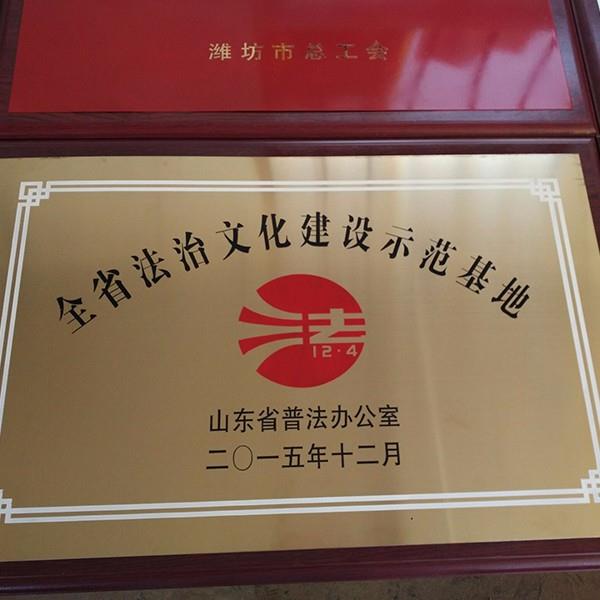 潍坊市总工会
全省法治文化建设示范基地
法
12·4
山东省普法办公室
二〇一五年十二月